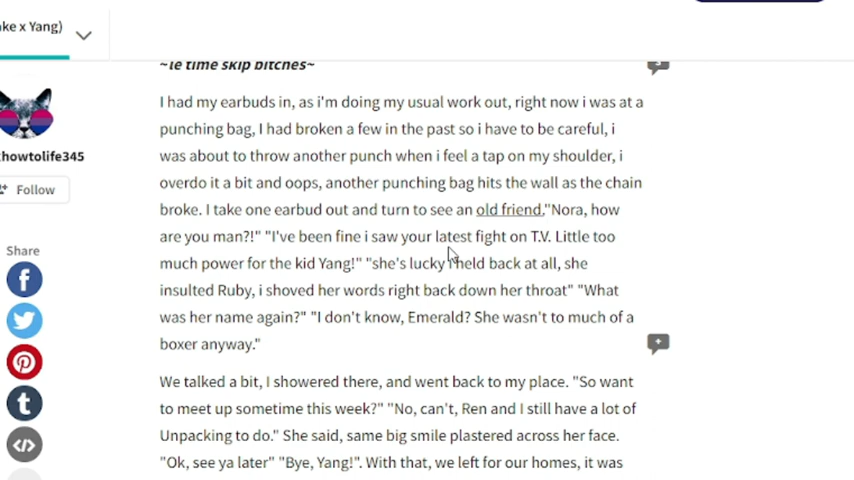 ke x Yang)
~le time skip bitches~
I had my earbuds in, as i'm doing my usual work out, right now i was at a
punching bag, I had broken a few in the past so i have to be careful, i
was about to throw another punch when i feel a tap on my shoulder, i
overdo it a bit and oops, another punching bag hits the wall as the chain
broke. I take one earbud out and turn to see an old friend."Nora, how
are you man?!" "I've been fine i saw your latest fight on T.V. Little too
much power for the kid Yang!" "she's lucky i held back at all, she
insulted Ruby, i shoved her words right back down her throat" "What
was her name again?" "I don't know, Emerald? She wasn't to much of a
boxer anyway."
We talked a bit, I showered there, and went back to my place. "So want
to meet up sometime this week?" "No, can't, Ren and I still have a lot of
Unpacking to do." She said, same big smile plastered across her face.
"Ok, see ya later" "Bye, Yang!". With that, we left for our homes, it was
howtolife345
Follow
Share